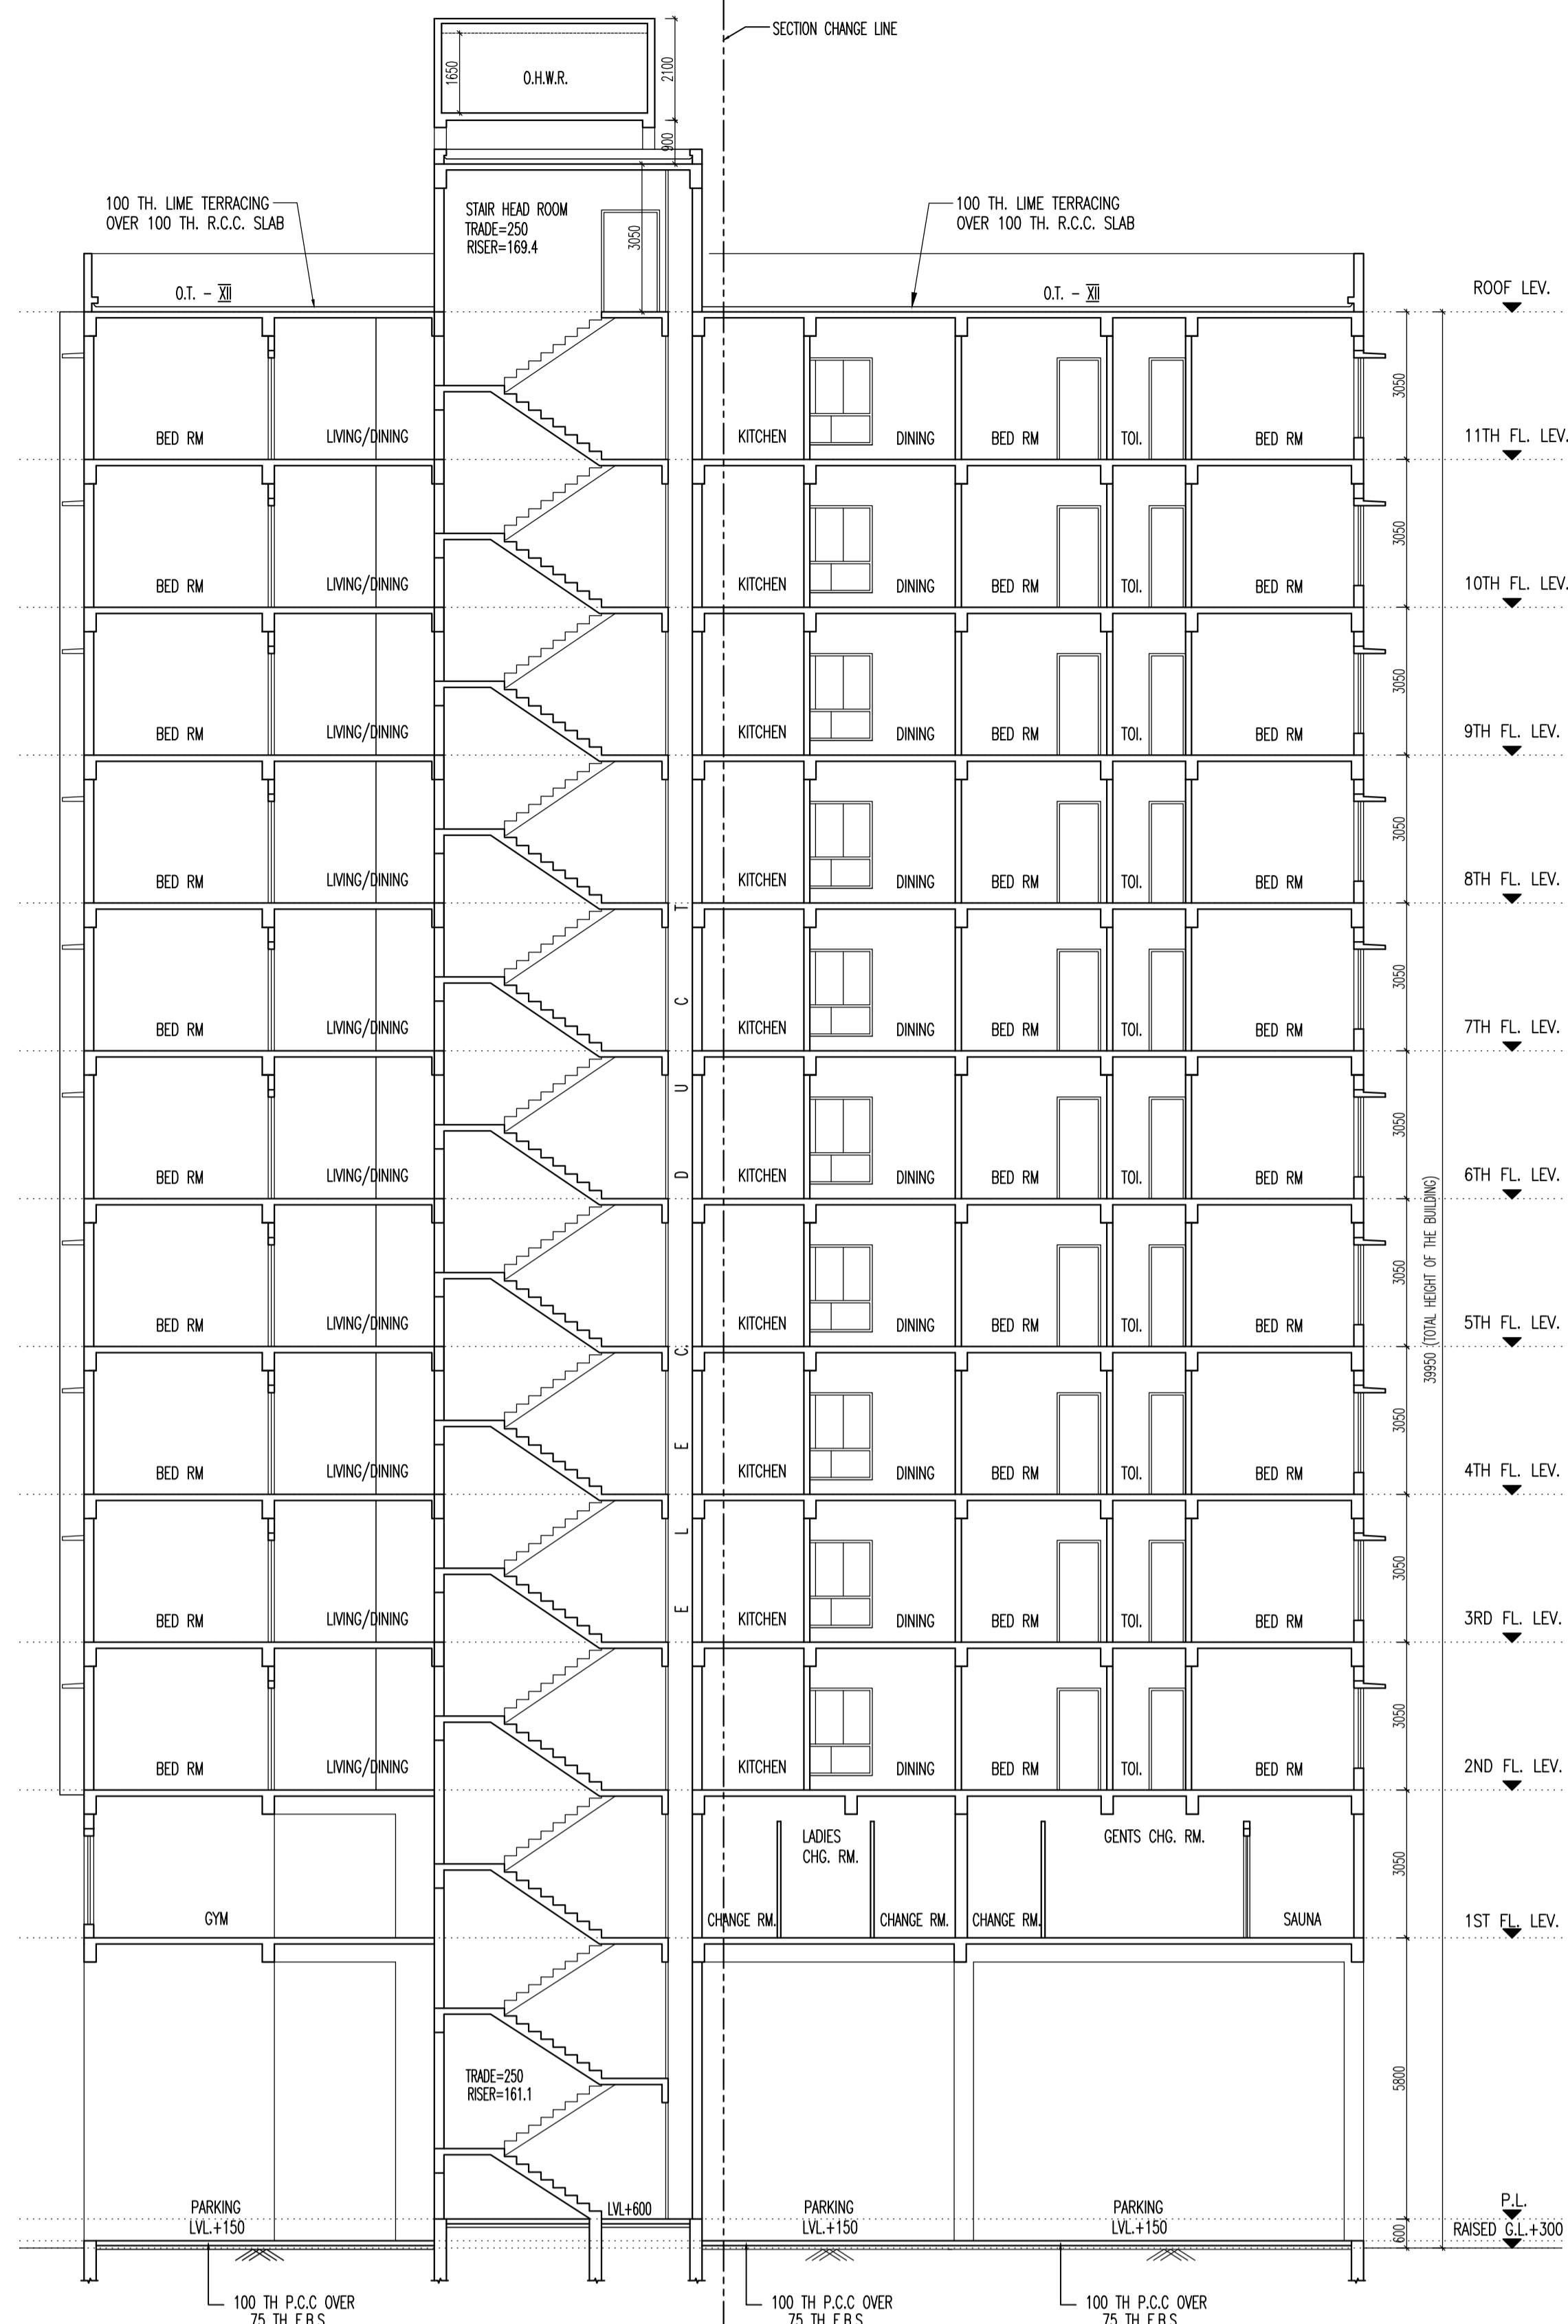 SECTION CHANGE LINE
1650
O.H.W.R.
2100
900
100 TH. LIME TERRACING
OVER 100 TH. R.C.C. SLAB
STAIR HEAD ROOM
TRADE=250
RISER=169.4
3050
100 TH. LIME TERRACING
OVER 100 TH. R.C.C. SLAB
O.T. - XII
O.T. - XII
ROOF LEV.
3050
BED RM LIVING/DINING KITCHEN DINING BED RM TOI. BED RM
11TH FL. LEV.
3050
BED RM LIVING/DINING KITCHEN DINING BED RM TOI. BED RM
10TH FL. LEV.
3050
BED RM LIVING/DINING KITCHEN DINING BED RM TOI. BED RM
9TH FL. LEV.
3050
BED RM LIVING/DINING KITCHEN DINING BED RM TOI. BED RM
8TH FL. LEV.
3050
BED RM LIVING/DINING KITCHEN DINING BED RM TOI. BED RM
7TH FL. LEV.
3050
BED RM LIVING/DINING KITCHEN DINING BED RM TOI. BED RM
6TH FL. LEV.
3050
BED RM LIVING/DINING KITCHEN DINING BED RM TOI. BED RM
5TH FL. LEV.
3050
BED RM LIVING/DINING KITCHEN DINING BED RM TOI. BED RM
4TH FL. LEV.
3050
BED RM LIVING/DINING KITCHEN DINING BED RM TOI. BED RM
3RD FL. LEV.
3050
BED RM LIVING/DINING KITCHEN DINING BED RM TOI. BED RM
2ND FL. LEV.
ELEC. DUCT
39950 (TOTAL HEIGHT OF THE BUILDING)
LADIES
CHG. RM.
GENTS CHG. RM.
3050
GYM
CHANGE RM.
CHANGE RM.
CHANGE RM.
SAUNA
1ST FL. LEV.
TRADE=250
RISER=161.1
5800
PARKING
LVL.+150
LVL+600
PARKING
LVL.+150
PARKING
LVL.+150
P.L.
600
RAISED G.L.+300
100 TH P.C.C OVER
75 TH F.B.S
100 TH P.C.C OVER
75 TH F.B.S
100 TH P.C.C OVER
75 TH F.B.S